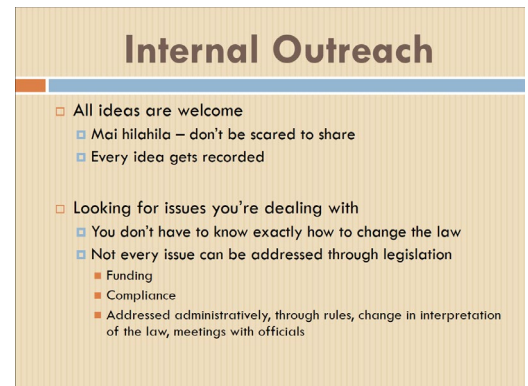 Internal Outreach
All ideas are welcome
Mai hilahila – don't be scared to share
Every idea gets recorded
Looking for issues you're dealing with
You don't have to know exactly how to change the law
Not every issue can be addressed through legislation
Funding
Compliance
Addressed administratively, through rules, change in interpretation
of the law, meetings with officials